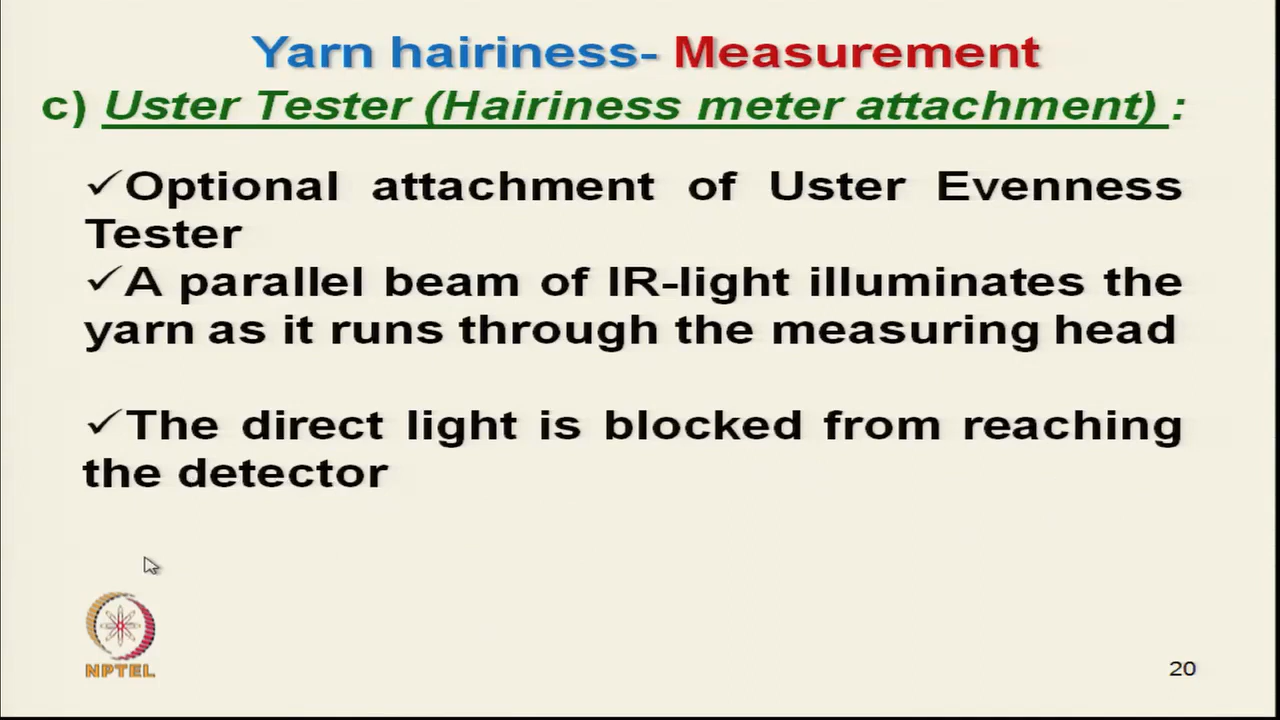 Yarn hairiness- Measurement
c) Uster Tester (Hairiness meter attachment) :
✓Optional attachment of Uster Evenness
Tester
✓A parallel beam of IR-light illuminates the
yarn as it runs through the measuring head
✓The direct light is blocked from reaching
the detector
NPTEL
20